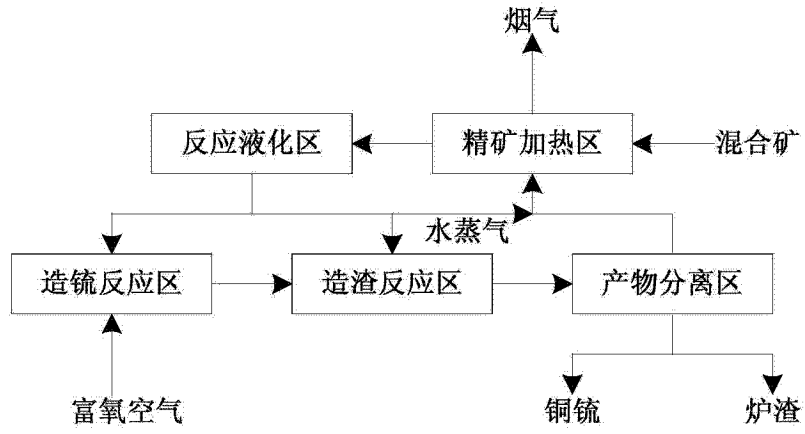 烟气
反应液化区
精矿加热区
混合矿
水蒸气
造锍反应区
造渣反应区
产物分离区
富氧空气
铜锍
炉渣